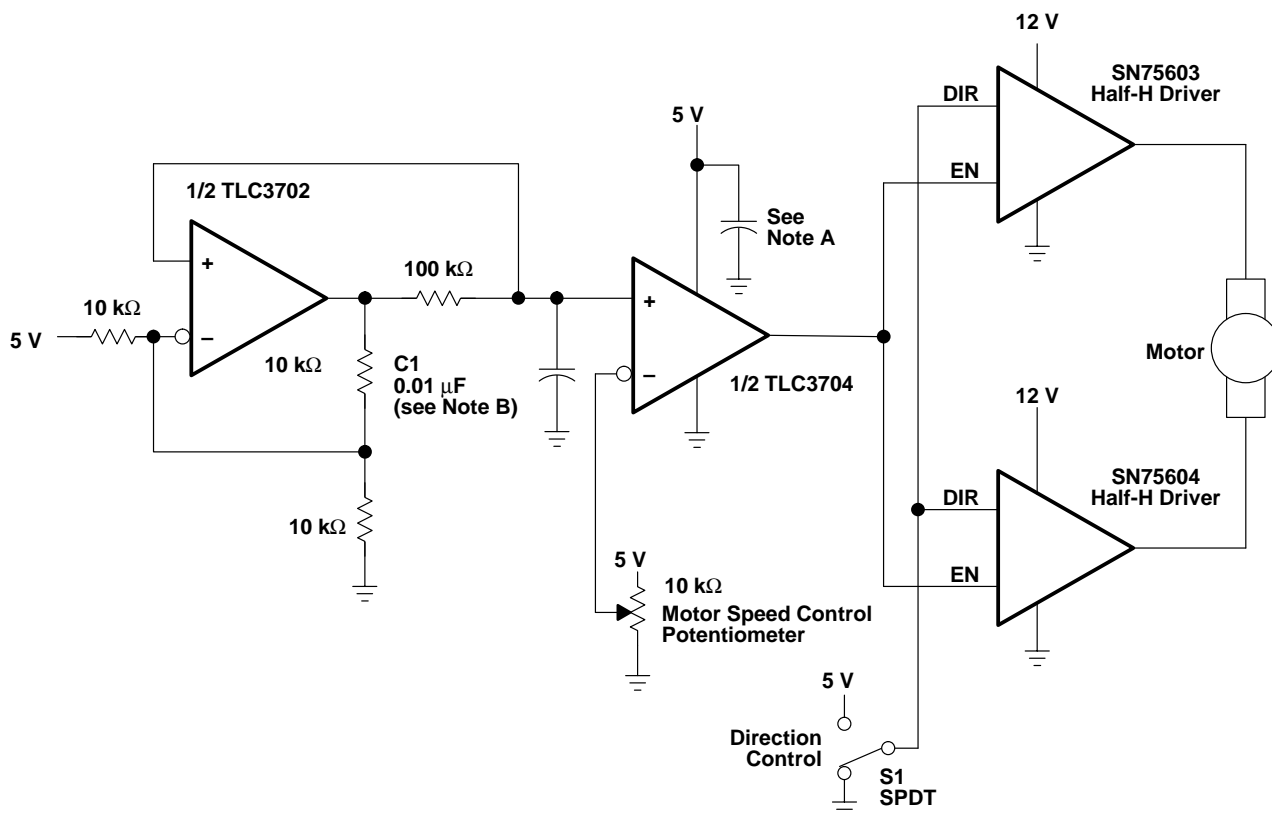 12 V
SN75603
Half-H Driver
DIR
5 V
EN
1/2 TLC3702
See
Note A
+
100 kΩ
10 kΩ
+
5 V
−
10 kΩ
C1
0.01 μF
(see Note B)
−
1/2 TLC3704
Motor
12 V
SN75604
Half-H Driver
DIR
10 kΩ
5 V
10 kΩ
Motor Speed Control
Potentiometer
EN
5 V
Direction
Control
S1
SPDT